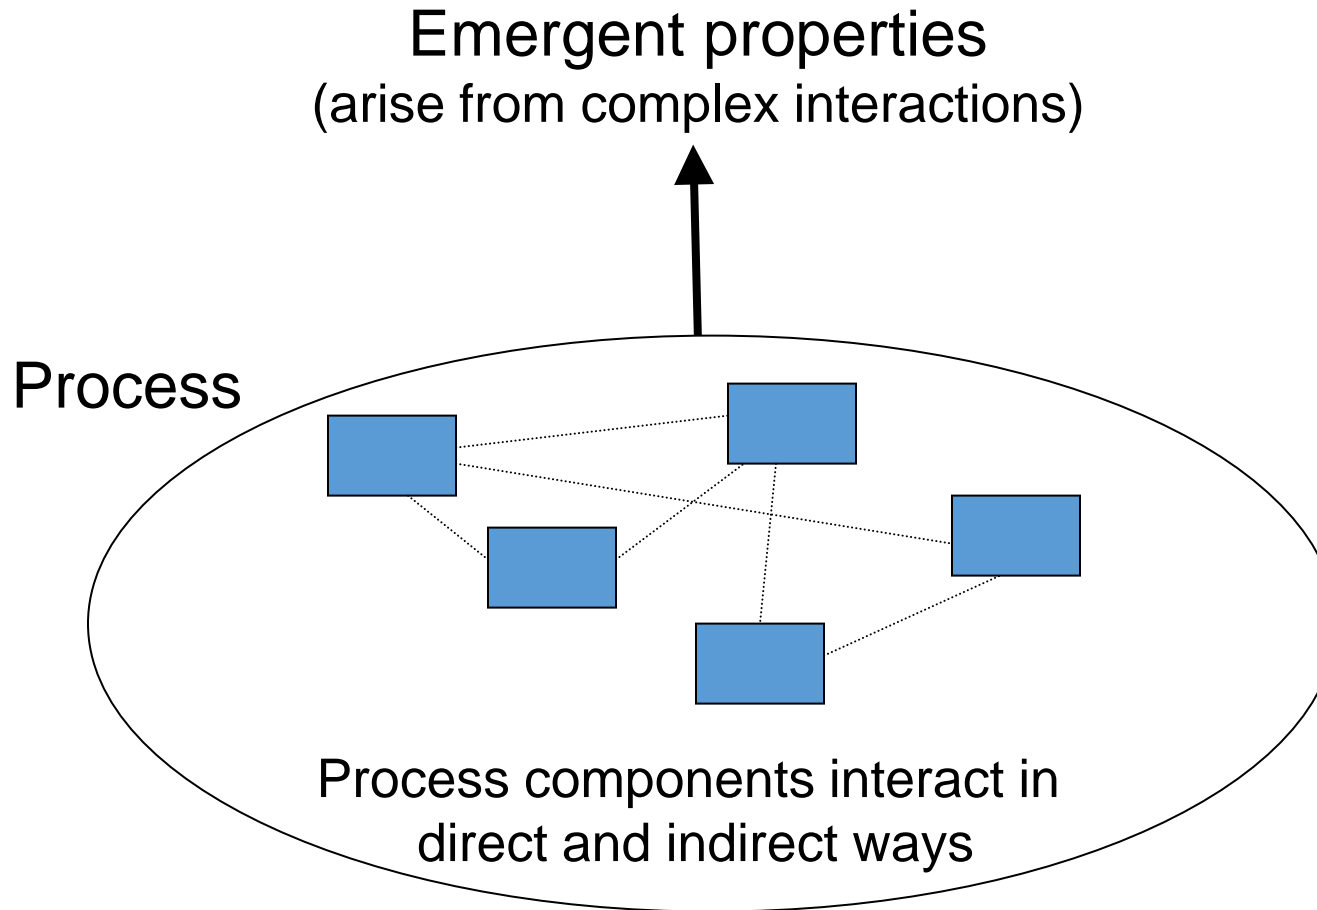 Emergent properties
(arise from complex interactions)
Process
Process components interact in
direct and indirect ways